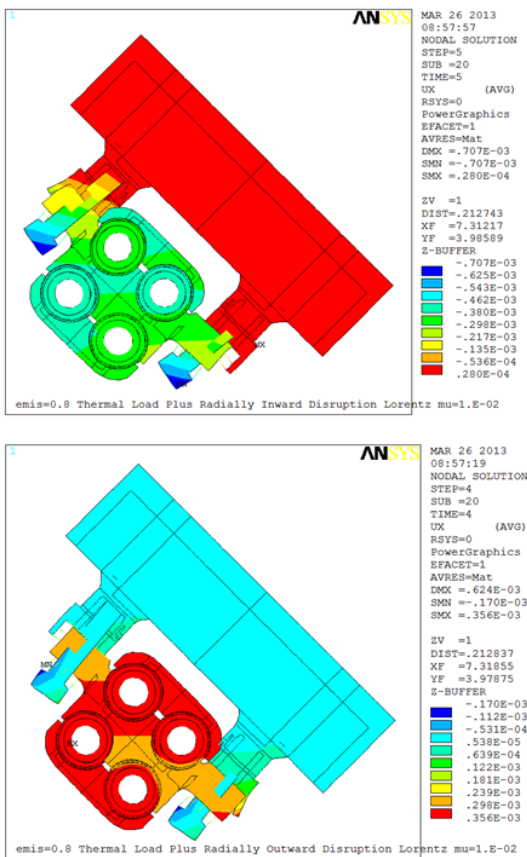 1
ANSYS
MAR 26 2013
08:57:57
NODAL SOLUTION
STEP=5
SUB =20
TIME=5
UX (AVG)
RSYS=0
PowerGraphics
EFACET=1
AVRES=Mat
DMX =.707E-03
SMN =-.707E-03
SMX =.280E-04
ZV =1
DIST=.212743
XF =7.31217
YF =3.98589
Z-BUFFER
-.707E-03
-.625E-03
-.543E-03
-.462E-03
-.380E-03
-.298E-03
-.217E-03
-.135E-03
-.536E-04
.280E-04
MX
emis=0.8 Thermal Load Plus Radially Inward Disruption Lorentz mu=1.E-02
1
ANSYS
MAR 26 2013
08:57:19
NODAL SOLUTION
STEP=4
SUB =20
TIME=4
UX (AVG)
RSYS=0
PowerGraphics
EFACET=1
AVRES=Mat
DMX =.624E-03
SMN =-.170E-03
SMX =.356E-03
ZV =1
DIST=.212837
XF =7.31855
YF =3.97875
Z-BUFFER
-.170E-03
-.112E-03
-.531E-04
.538E-05
.639E-04
.122E-03
.181E-03
.239E-03
.298E-03
.356E-03
MN
MX
emis=0.8 Thermal Load Plus Radially Outward Disruption Lorentz mu=1.E-02